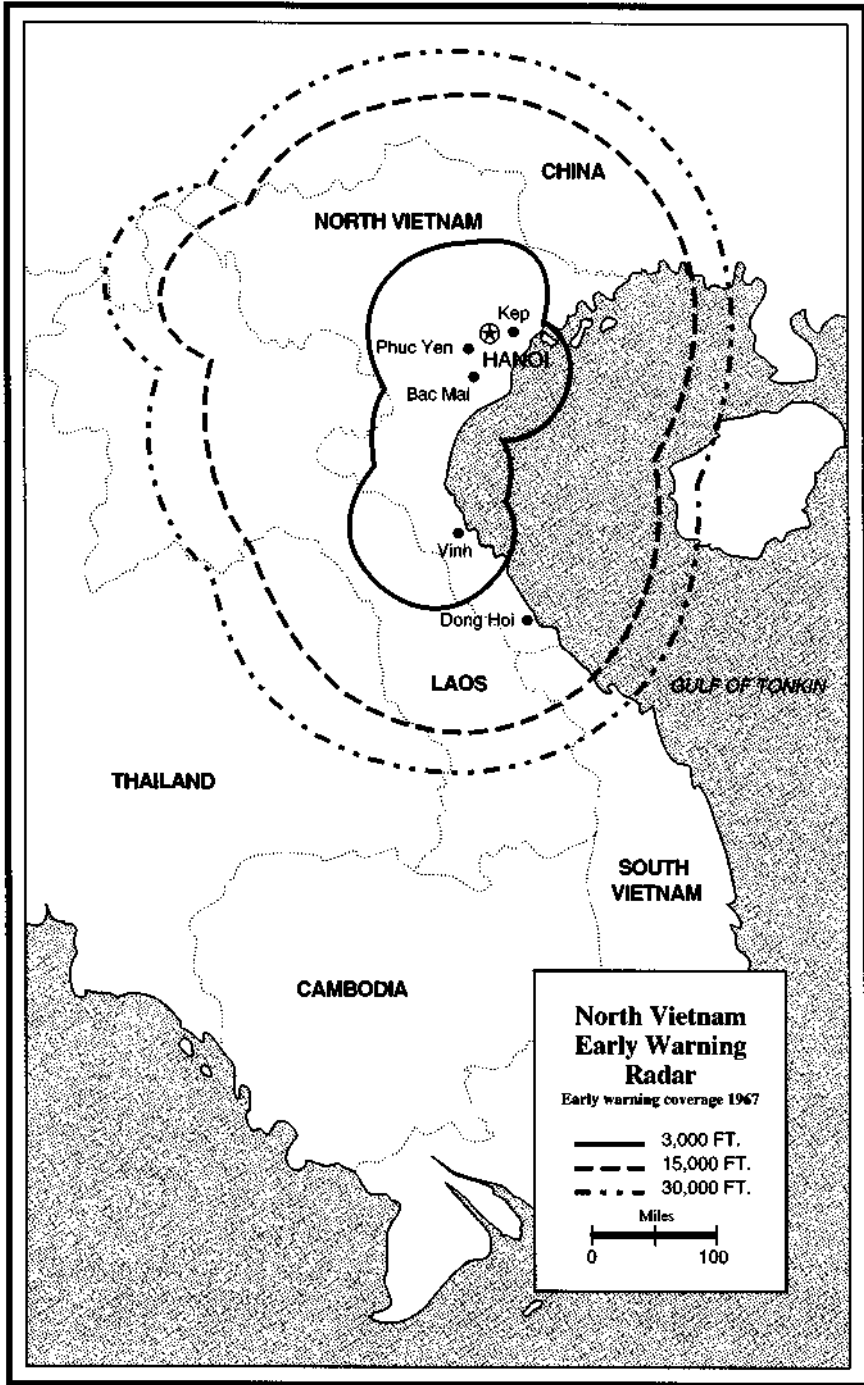 CHINA
NORTH VIETNAM
Kep
Phuc Yen
HANOI
Bac Mai
Vinh
Dong Hoi
LAOS
GULF OF TONKIN
THAILAND
SOUTH
VIETNAM
CAMBODIA
North Vietnam
Early Warning
Radar
Early warning coverage 1967
3,000 FT.
15,000 FT.
30,000 FT.
Miles
0 100